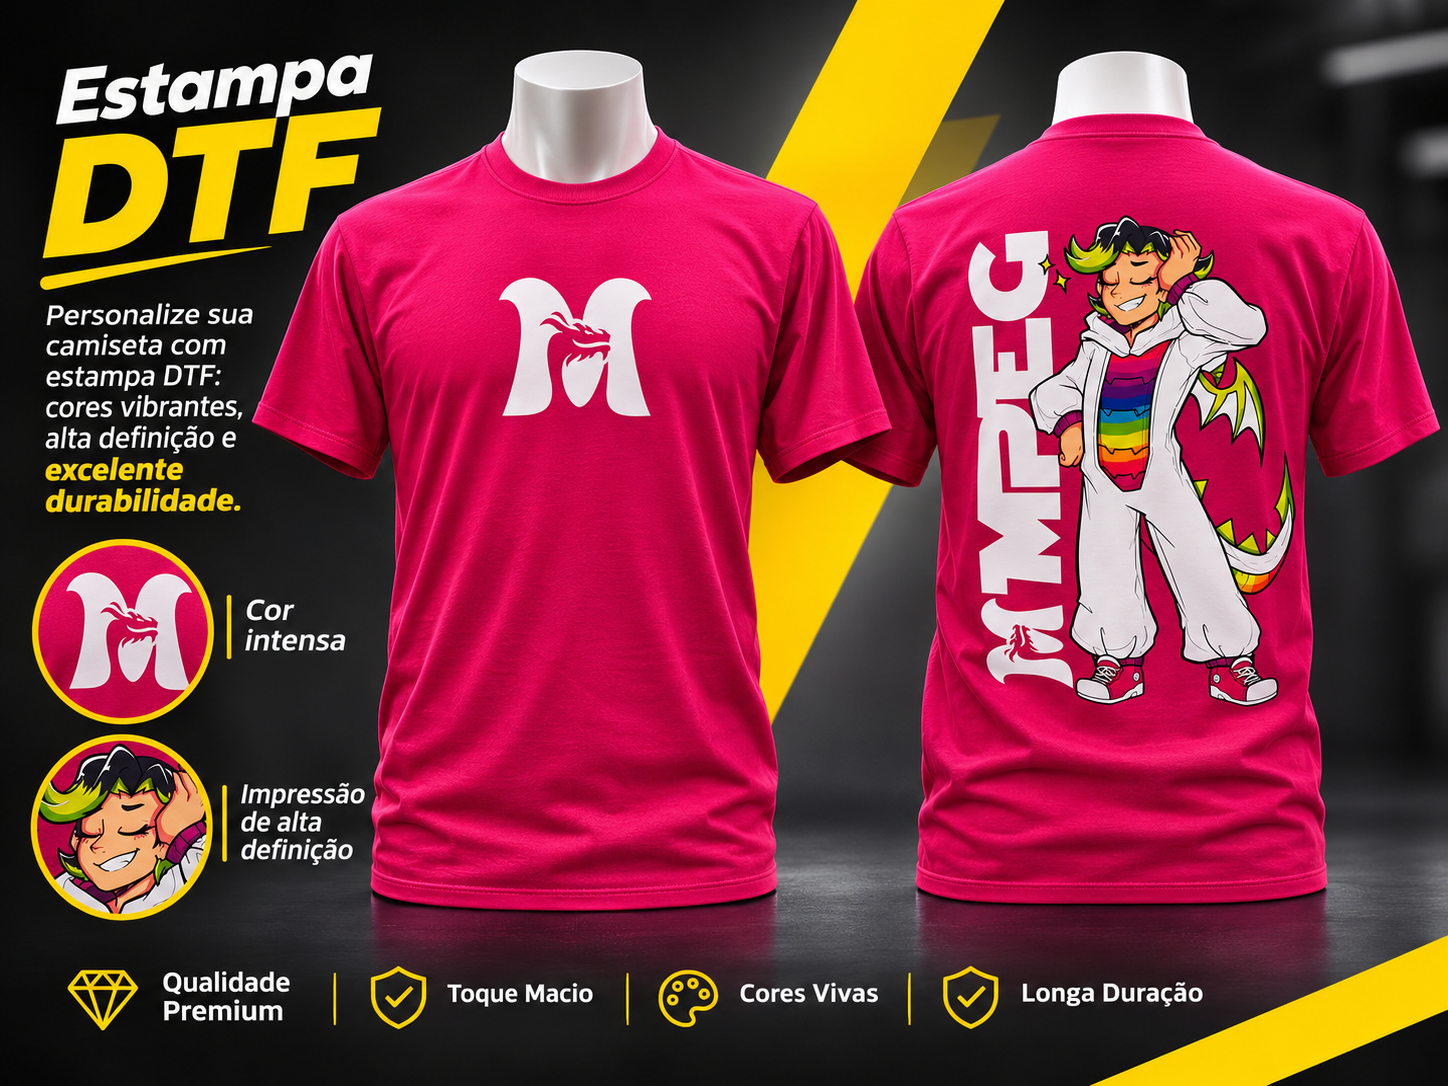 Estampa
DTF
Personalize sua
camiseta com
estampa DTF:
cores vibrantes,
alta definição e
excelente
durabilidade.
M
M MPEG
M
Cor
intensa
Impressão
de alta
definição
Qualidade
Premium
Toque Macio
Cores Vivas
Longa Duração